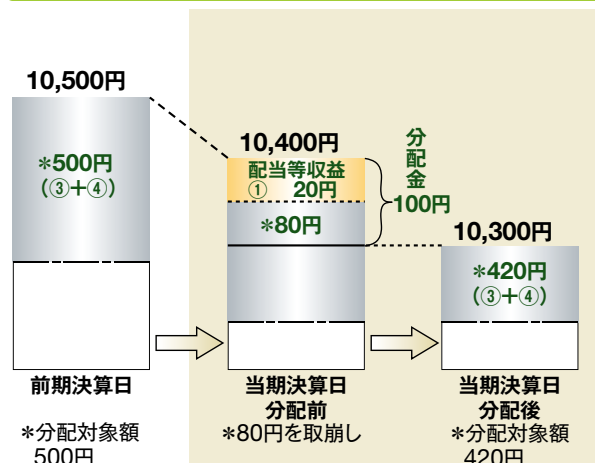 10,500円
*500円
(③+④)
10,400円
配当等収益
① 20円
*80円
分配金
100円
10,300円
*420円
(③+④)
前期決算日
*分配対象額
500円
当期決算日
分配前
*80円を取崩し
当期決算日
分配後
*分配対象額
420円